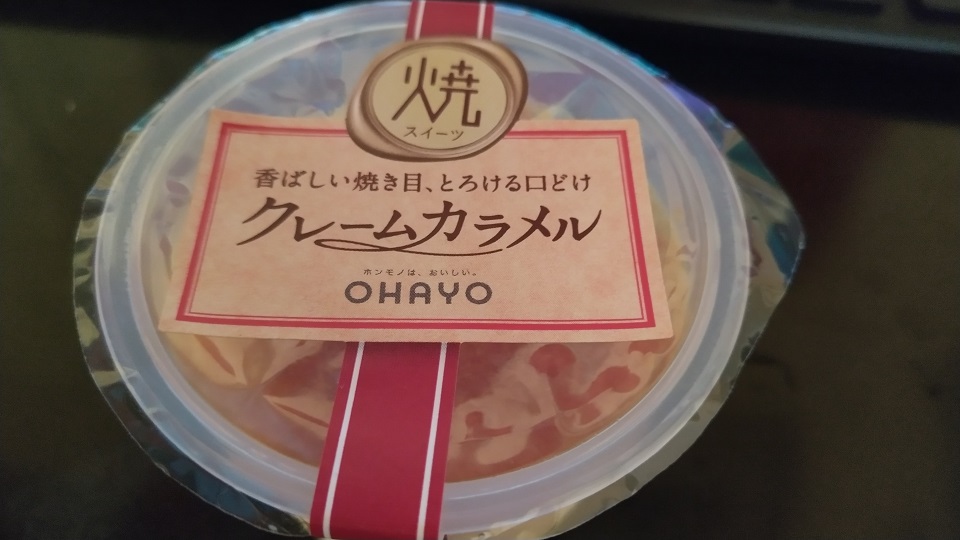 焼
スイーツ
香ばしい焼き目、とろける口どけ
クレームカラメル
ホンモノは、おいしい。
OHAYO